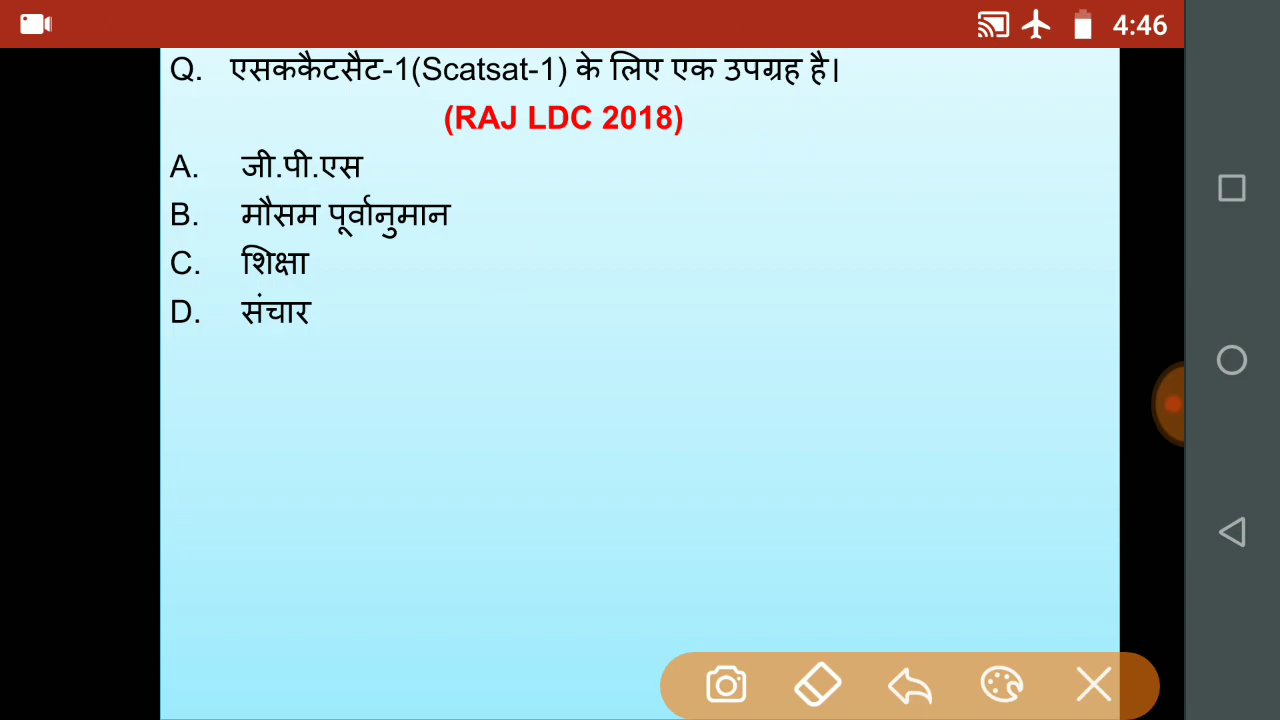 4:46
Q. एसककैटसैट-1(Scatsat-1) के लिए एक उपग्रह है।
(RAJ LDC 2018)
A. जी.पी.एस
B. मौसम पूर्वानुमान
C. शिक्षा
D. संचार